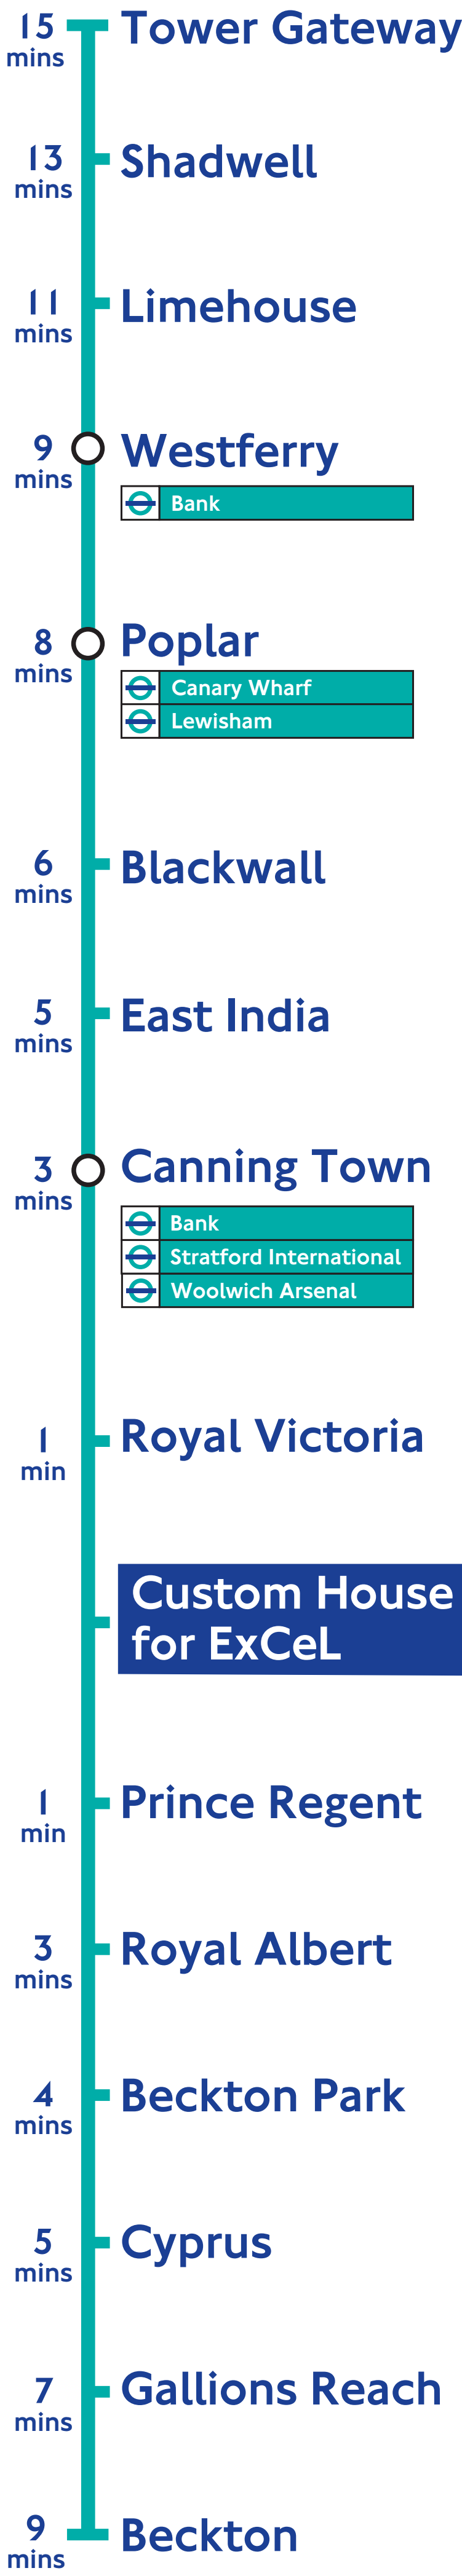 15
mins
Tower Gateway
13
mins
Shadwell
11
mins
Limehouse
9
mins
Westferry
Bank
8
mins
Poplar
Canary Wharf
Lewisham
6
mins
Blackwall
5
mins
East India
3
mins
Canning Town
Bank
Stratford International
Woolwich Arsenal
1
min
Royal Victoria
Custom House
for ExCeL
1
min
Prince Regent
3
mins
Royal Albert
4
mins
Beckton Park
5
mins
Cyprus
7
mins
Gallions Reach
9
mins
Beckton